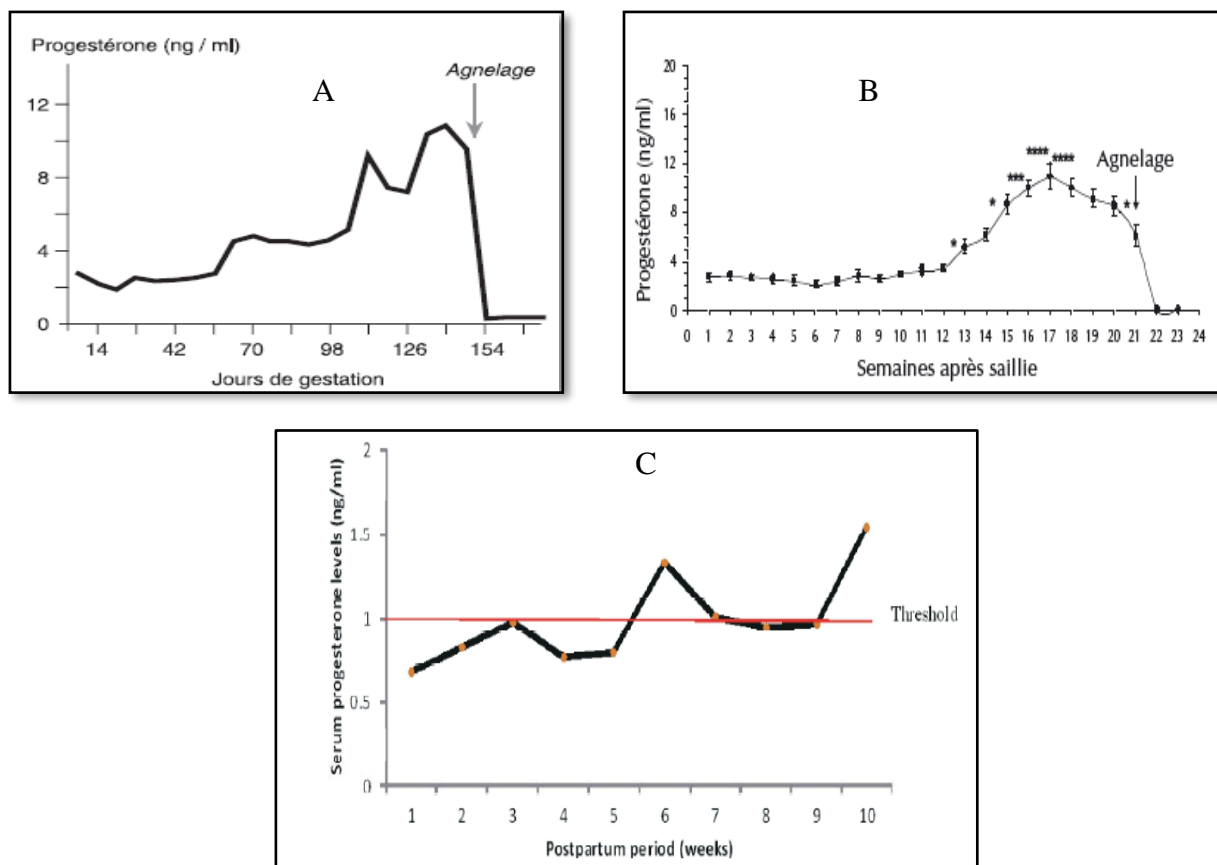 Progestérone (ng / ml)
A
Agnelage
12
8
4
0
14 42 70 98 126 154
Jours de gestation
B
Progestérone (ng/ml)
20
16
12
8
4
0
* * *** **** **** *
Agnelage
0 1 2 3 4 5 6 7 8 9 10 11 12 13 14 15 16 17 18 19 20 21 22 23 24
Semaines après saillie
C
Serum progesterone levels (ng/ml)
2
1.5
1
0.5
0
Threshold
1 2 3 4 5 6 7 8 9 10
Postpartum period (weeks)